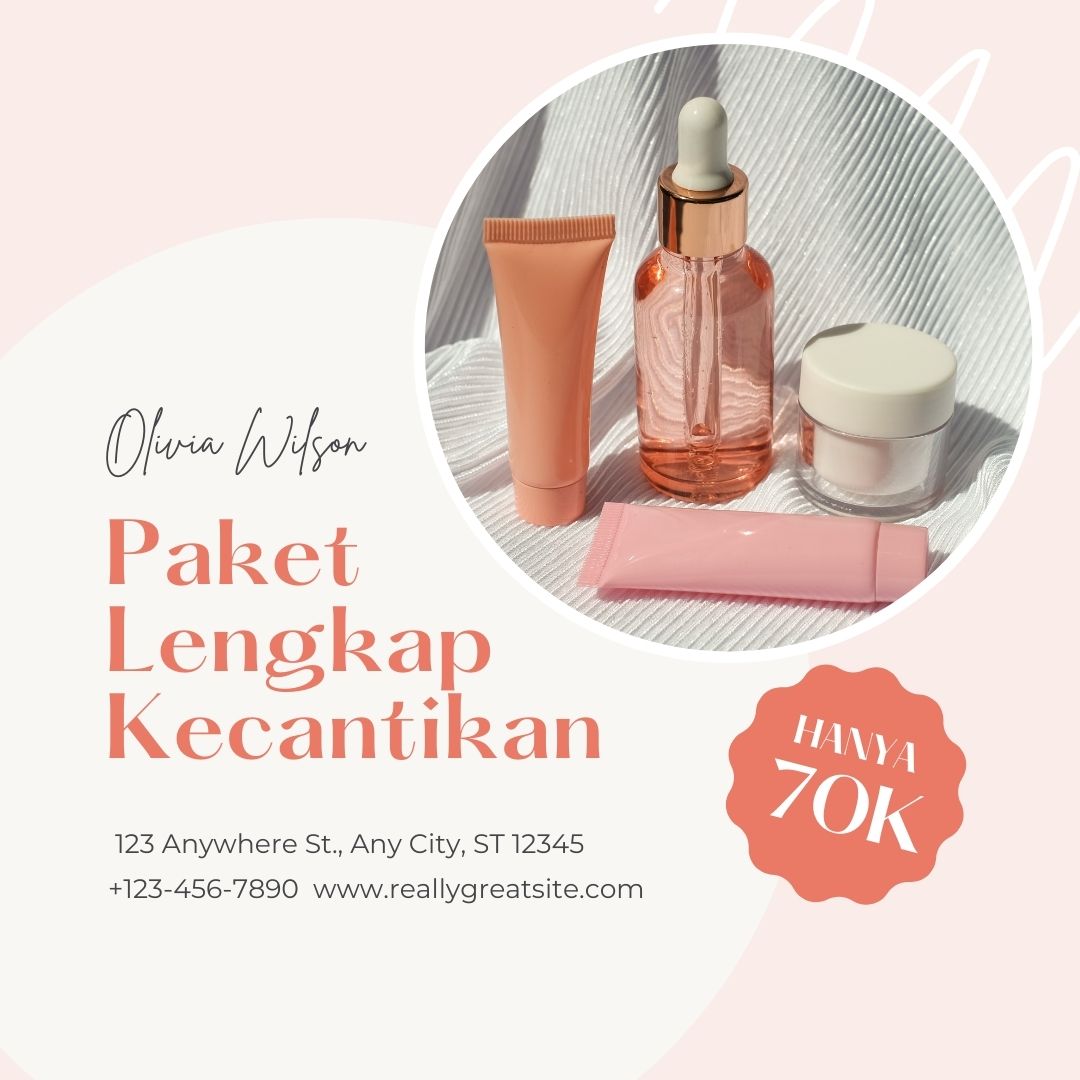 Olivia Wilson
Paket
Lengkap
Kecantikan
HANYA
70K
123 Anywhere St., Any City, ST 12345
+123-456-7890 www.reallygreatsite.com